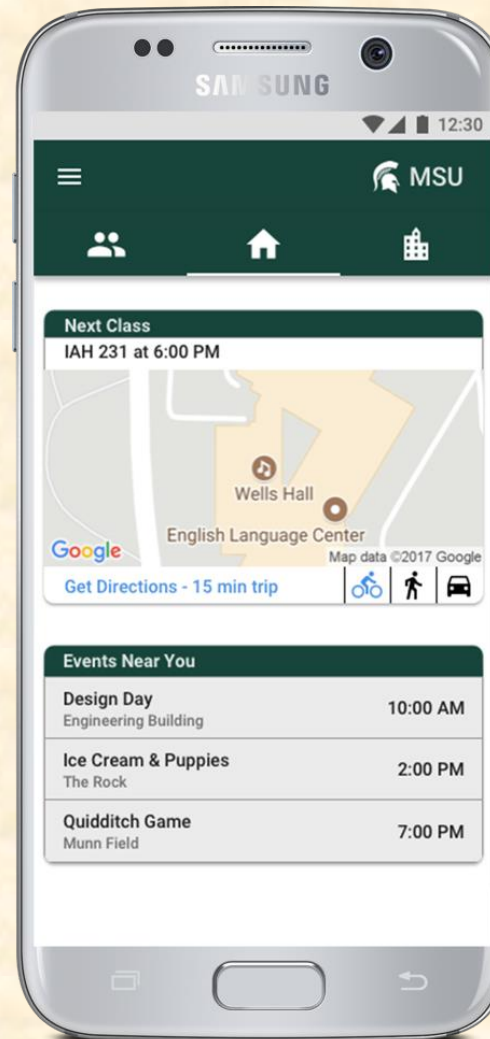 SAMSUNG
12:30
MSU
Next Class
IAH 231 at 6:00 PM
Wells Hall
English Language Center
Google
Map data ©2017 Google
Get Directions - 15 min trip
Events Near You
Design Day
10:00 AM
Engineering Building
Ice Cream & Puppies
2:00 PM
The Rock
Quidditch Game
7:00 PM
Munn Field